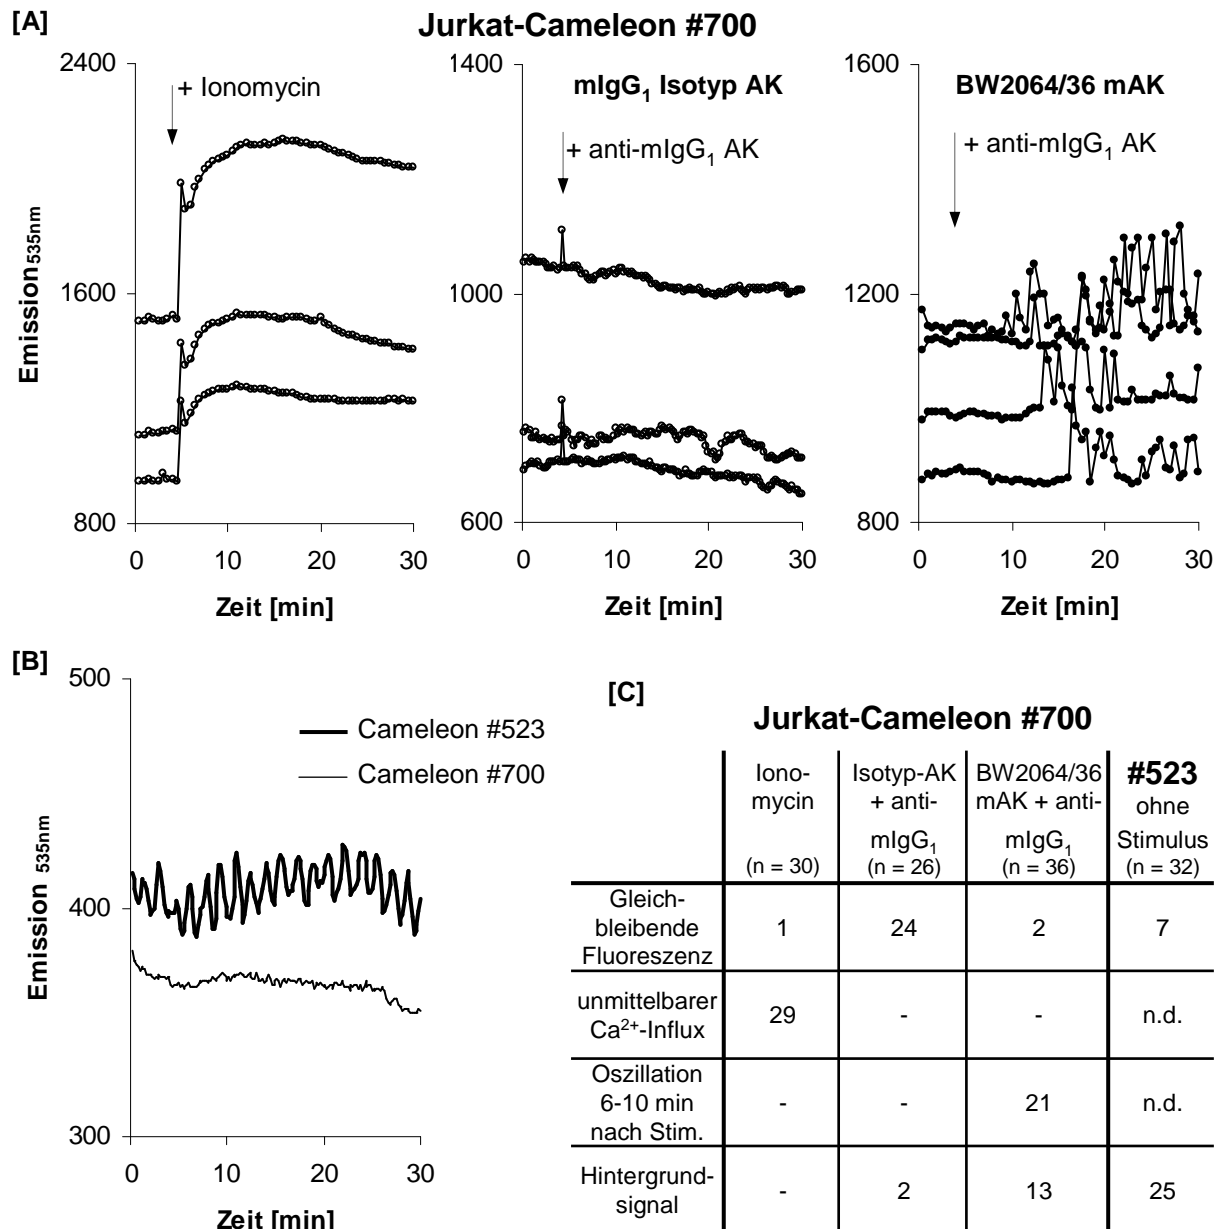 [A]
Jurkat-Cameleon #700
2400
1600
800
Emission 535nm
+ Ionomycin
0 10 20 30
Zeit [min]
1400
1000
600
mIgG1 Isotyp AK
+ anti-mIgG1 AK
0 10 20 30
Zeit [min]
1600
1200
800
BW2064/36 mAK
+ anti-mIgG1 AK
0 10 20 30
Zeit [min]
[B]
500
400
300
Emission 535nm
Cameleon #523
Cameleon #700
0 10 20 30
Zeit [min]
[C]
Jurkat-Cameleon #700
Iono-
mycin
(n = 30)
Isotyp-AK
+ anti-
mIgG1
(n = 26)
BW2064/36
mAK + anti-
mIgG1
(n = 36)
#523
ohne
Stimulus
(n = 32)
Gleich-
bleibende
Fluoreszenz
1 24 2 7
unmittelbarer
Ca2+-Influx
29 - - n.d.
Oszillation
6-10 min
nach Stim.
- - 21 n.d.
Hintergrund-
signal
- 2 13 25